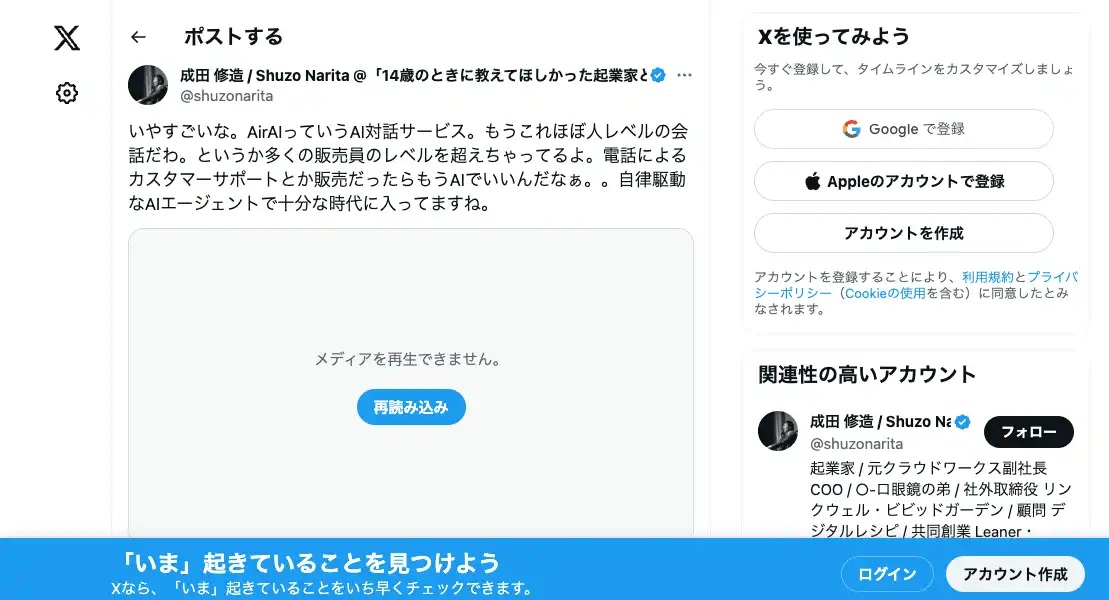 ポストする
成田 修造 / Shuzo Narita @「14歳のときに教えてほしかった起業家と
@shuzonarita
いやすごいな。AirAIっていうAI対話サービス。もうこれほぼ人レベルの会
話だわ。というか多くの販売員のレベルを超えちゃってるよ。電話による
カスタマーサポートとか販売だったらもうAIでいいんだなぁ。。自律駆動
なAIエージェントで十分な時代に入ってますね。
メディアを再生できません。
再読み込み
Xを使ってみよう
今すぐ登録して、タイムラインをカスタマイズしましょ
う。
Google で登録
Appleのアカウントで登録
アカウントを作成
アカウントを登録することにより、利用規約とプライバ
シーポリシー（Cookieの使用を含む）に同意したとみ
なされます。
関連性の高いアカウント
成田 修造 / Shuzo Na
@shuzonarita
フォロー
起業家 / 元クラウドワークス副社長
COO / 〇-口眼鏡の弟 / 社外取締役 リン
クウェル・ビビッドガーデン / 顧問 デ
ジタルレシピ / 共同創業 Leaner・
「いま」起きていることを見つけよう
Xなら、「いま」起きていることをいち早くチェックできます。
ログイン
アカウント作成